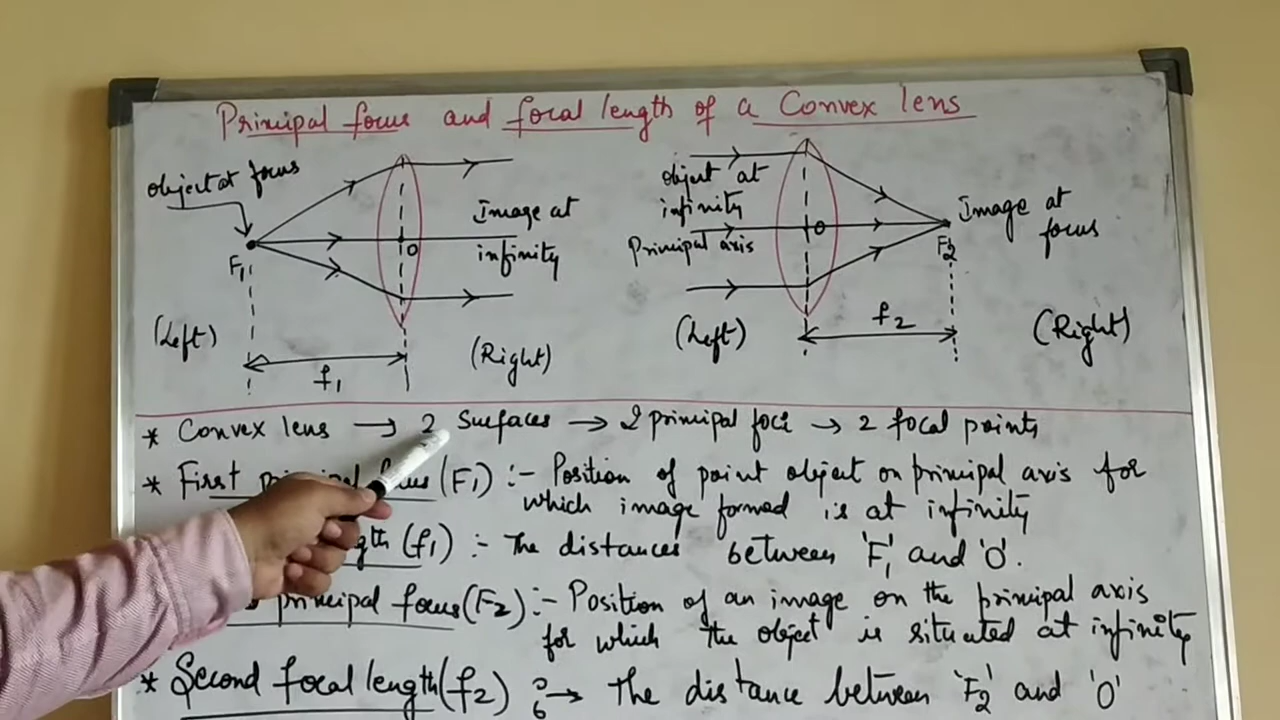 Principal focus and focal length of a Convex lens
object at focus
Image at
infinity
F1
O
(Left)
(Right)
f1
object at
infinity
Principal axis
O
Image at
focus
F2
(Left)
(Right)
f2
* Convex lens → 2 Surfaces → 2 principal foci → 2 focal points
* First principal focus (F1) :- Position of point object on principal axis for
which image formed is at infinity
(f1) :- The distances between 'F1' and 'O'.
principal focus (F2) :- Position of an image on the principal axis
for which the object is situated at infinity
* Second focal length (f2) :→ The distance between 'F2' and 'O'